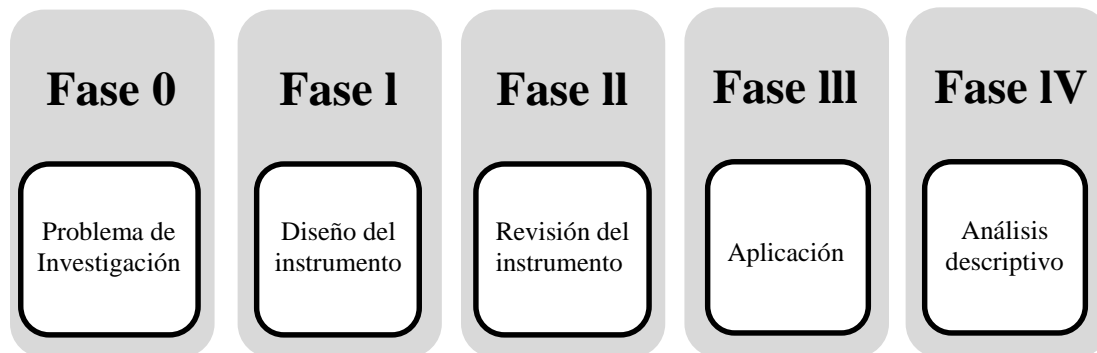 Fase 0
Problema de
Investigación
Fase l
Diseño del
instrumento
Fase ll
Revisión del
instrumento
Fase lll
Aplicación
Fase lV
Análisis
descriptivo